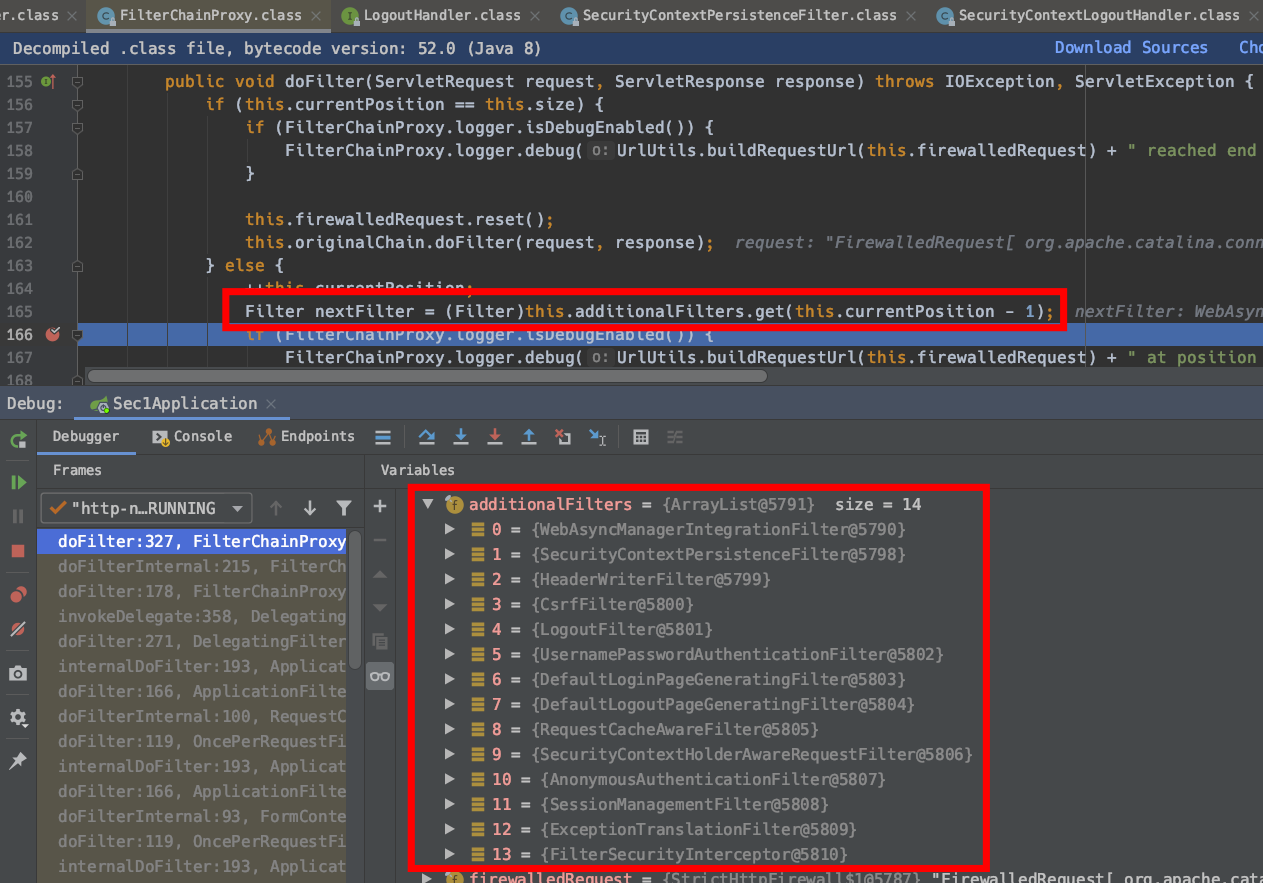 r.class × FilterChainProxy.class × LogoutHandler.class × SecurityContextPersistenceFilter.class × SecurityContextLogoutHandler.class ×
Decompiled .class file, bytecode version: 52.0 (Java 8) Download Sources Cho
155 public void doFilter(ServletRequest request, ServletResponse response) throws IOException, ServletException {
156 if (this.currentPosition == this.size) {
157 if (FilterChainProxy.logger.isDebugEnabled()) {
158 FilterChainProxy.logger.debug( o: UrlUtils.buildRequestUrl(this.firewalledRequest) + " reached end
159 }
160
161 this.firewalledRequest.reset();
162 this.originalChain.doFilter(request, response); request: "FirewalledRequest[ org.apache.catalina.conn
163 } else {
164 ++this.currentPosition;
165 Filter nextFilter = (Filter)this.additionalFilters.get(this.currentPosition - 1); nextFilter: WebAsyn
166 if (FilterChainProxy.logger.isDebugEnabled()) {
167 FilterChainProxy.logger.debug( o: UrlUtils.buildRequestUrl(this.firewalledRequest) + " at position
168
Debug: Sec1Application ×
Debugger Console Endpoints
Frames
Variables
"http-n...RUNNING
doFilter:327, FilterChainProxy
doFilterInternal:215, FilterCh
doFilter:178, FilterChainProxy
invokeDelegate:358, Delegating
doFilter:271, DelegatingFilter
internalDoFilter:193, Applicat
doFilter:166, ApplicationFilte
doFilterInternal:100, RequestC
doFilter:119, OncePerRequestFi
internalDoFilter:193, Applicat
doFilter:166, ApplicationFilte
doFilterInternal:93, FormConte
doFilter:119, OncePerRequestFi
internalDoFilter:193, Applicat
additionalFilters = {ArrayList@5791} size = 14
0 = {WebAsyncManagerIntegrationFilter@5790}
1 = {SecurityContextPersistenceFilter@5798}
2 = {HeaderWriterFilter@5799}
3 = {CsrfFilter@5800}
4 = {LogoutFilter@5801}
5 = {UsernamePasswordAuthenticationFilter@5802}
6 = {DefaultLoginPageGeneratingFilter@5803}
7 = {DefaultLogoutPageGeneratingFilter@5804}
8 = {RequestCacheAwareFilter@5805}
9 = {SecurityContextHolderAwareRequestFilter@5806}
10 = {AnonymousAuthenticationFilter@5807}
11 = {SessionManagementFilter@5808}
12 = {ExceptionTranslationFilter@5809}
13 = {FilterSecurityInterceptor@5810}
firewalledRequest = {StrictHttpFirewall$1@5787} "FirewalledRequest[ org.apache.cata